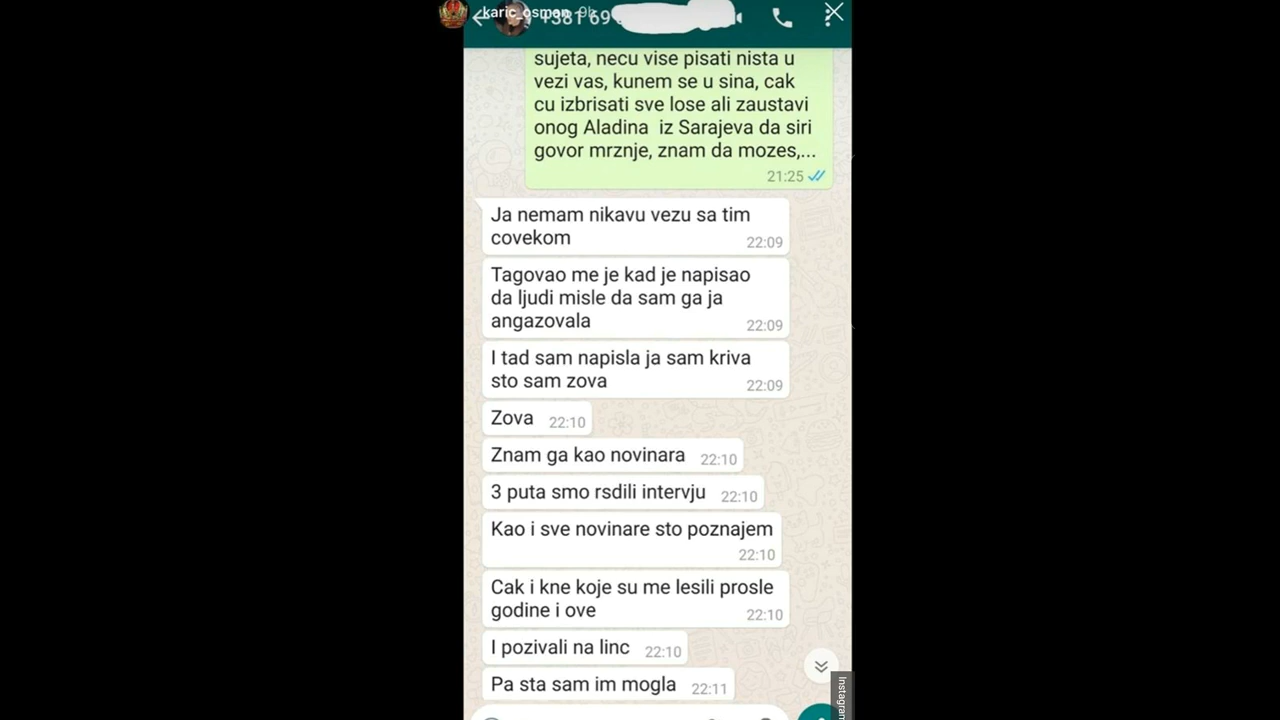 karic_osman 9h
+381 69
sujeta, necu vise pisati nista u
vezi vas, kunem se u sina, cak
cu izbrisati sve lose ali zaustavi
onog Aladina iz Sarajeva da siri
govor mrznje, znam da mozes,...
21:25
Ja nemam nikavu vezu sa tim
covekom
22:09
Tagovao me je kad je napisao
da ljudi misle da sam ga ja
angazovala
22:09
I tad sam napisla ja sam kriva
sto sam zova
22:09
Zova 22:10
Znam ga kao novinara 22:10
3 puta smo rsdili intervju 22:10
Kao i sve novinare sto poznajem
22:10
Cak i kne koje su me lesili prosle
godine i ove
22:10
I pozivali na linc 22:10
Pa sta sam im mogla 22:11
Instagram